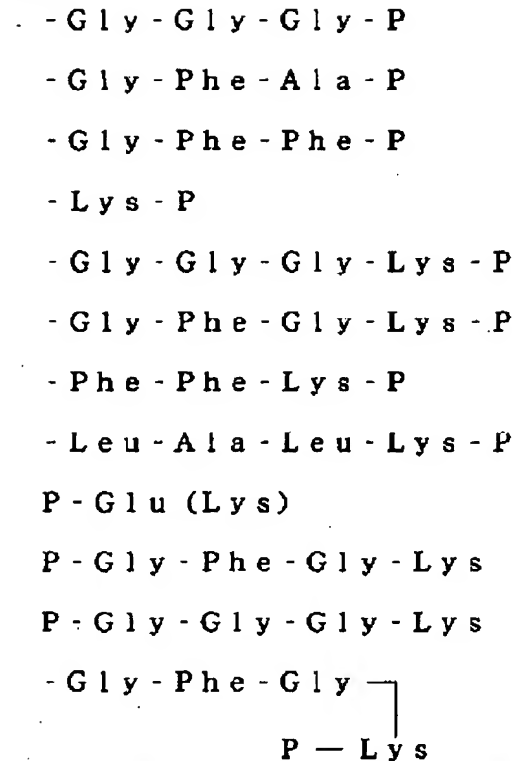 -Gly-Gly-Gly-P
-Gly-Phe-Ala-P
-Gly-Phe-Phe-P
-Lys-P
-Gly-Gly-Gly-Lys-P
-Gly-Phe-Gly-Lys-P
-Phe-Phe-Lys-P
-Leu-Ala-Leu-Lys-P
P-Glu (Lys)
P-Gly-Phe-Gly-Lys
P-Gly-Gly-Gly-Lys
-Gly-Phe-Gly
P — Lys